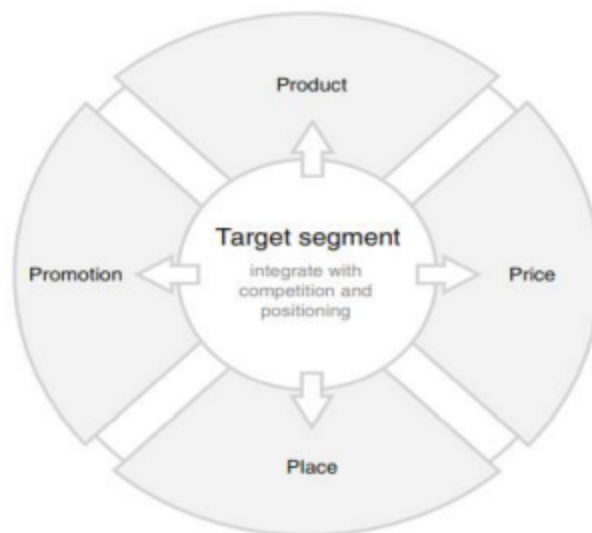 Product
Target segment
integrate with
competition and
positioning
Promotion
Price
Place